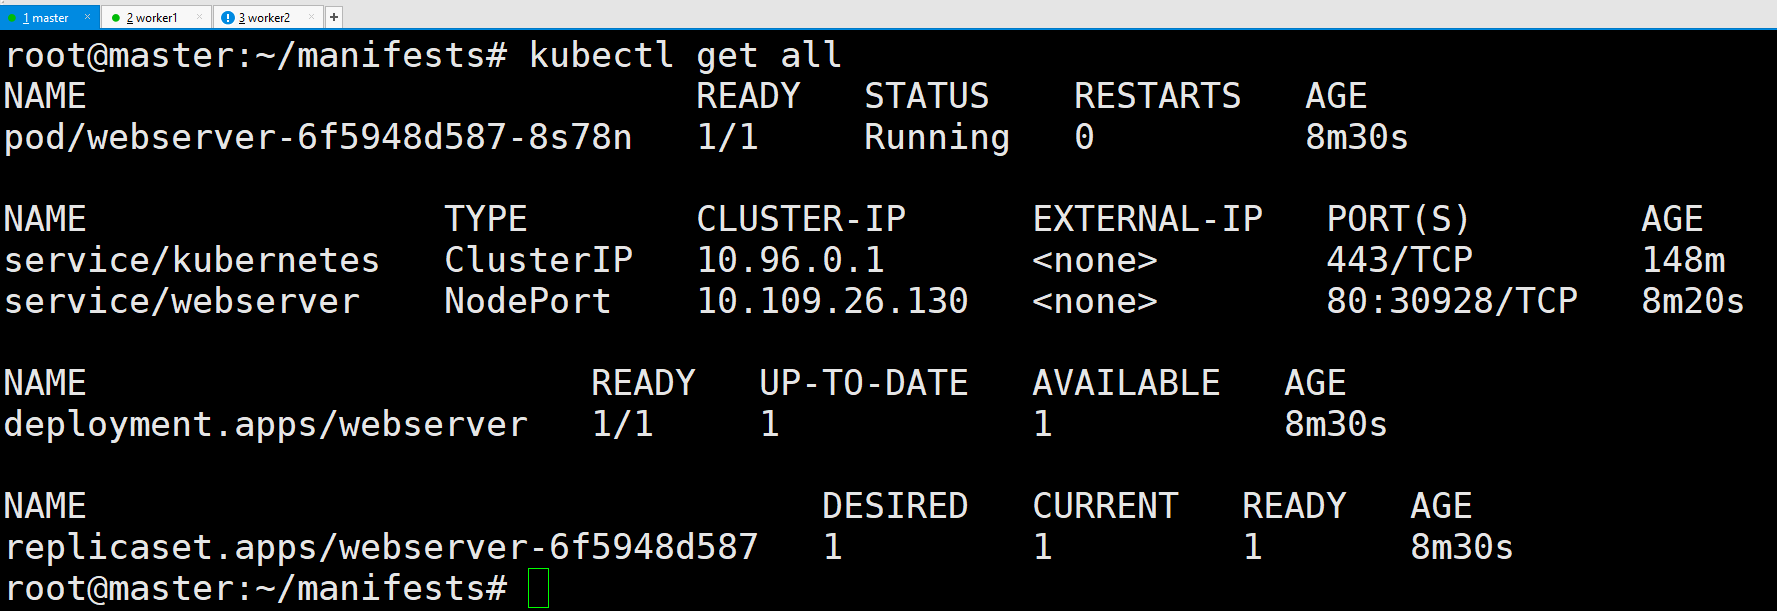 1 master × 2 worker1 × 3 worker2 × +
root@master:~/manifests# kubectl get all
NAME READY STATUS RESTARTS AGE
pod/webserver-6f5948d587-8s78n 1/1 Running 0 8m30s
NAME TYPE CLUSTER-IP EXTERNAL-IP PORT(S) AGE
service/kubernetes ClusterIP 10.96.0.1 <none> 443/TCP 148m
service/webserver NodePort 10.109.26.130 <none> 80:30928/TCP 8m20s
NAME READY UP-TO-DATE AVAILABLE AGE
deployment.apps/webserver 1/1 1 1 8m30s
NAME DESIRED CURRENT READY AGE
replicaset.apps/webserver-6f5948d587 1 1 1 8m30s
root@master:~/manifests#